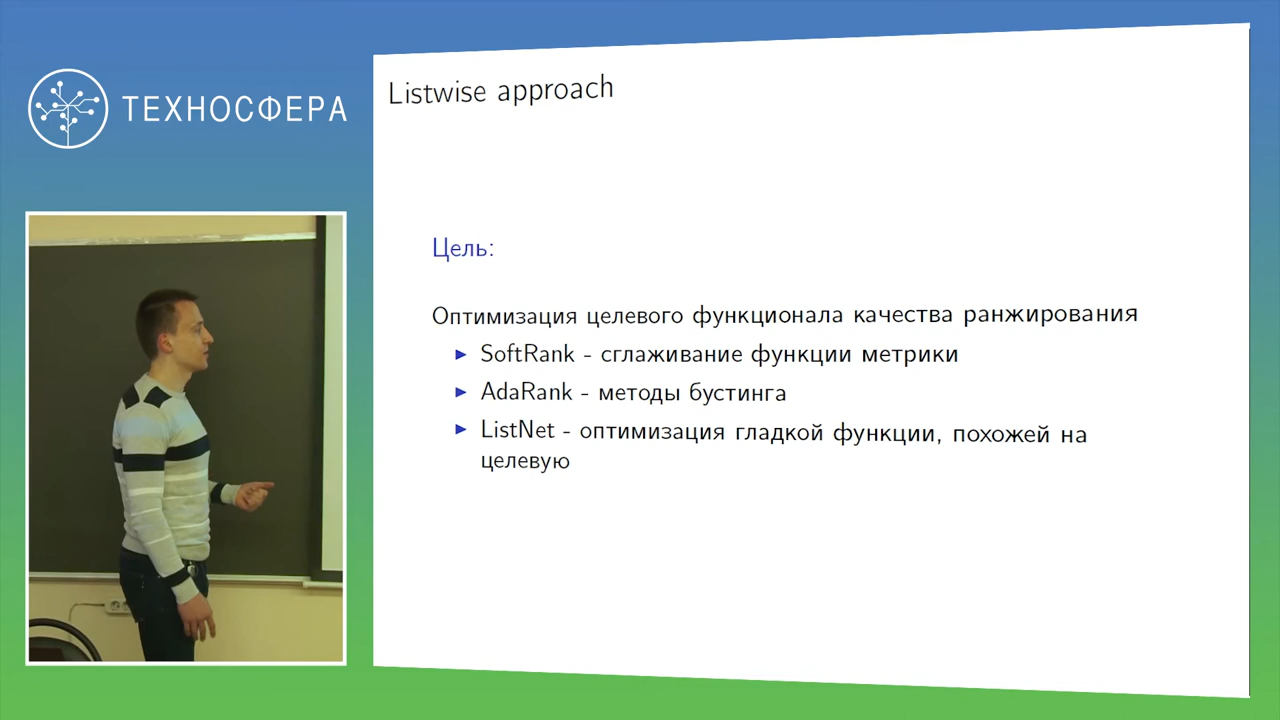 ТЕХНОСФЕРА
Listwise approach
Цель:
Оптимизация целевого функционала качества ранжирования
SoftRank - сглаживание функции метрики
AdaRank - методы бустинга
ListNet - оптимизация гладкой функции, похожей на
целевую